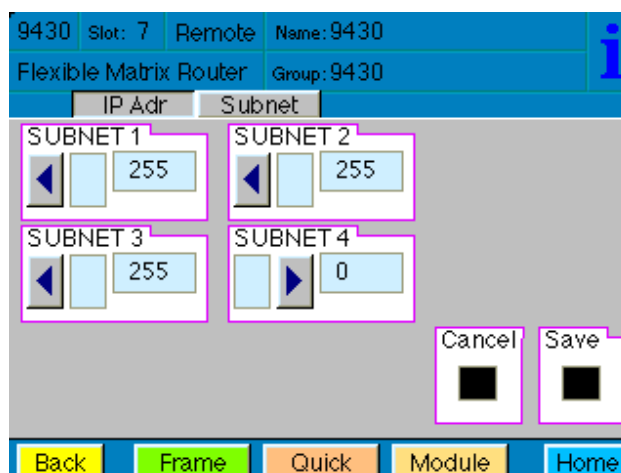 9430 Slot: 7 Remote Name: 9430
Flexible Matrix Router Group: 9430
i
IP Adr Subnet
SUBNET 1 SUBNET 2
255 255
SUBNET 3 SUBNET 4
255 0
Cancel Save
Back Frame Quick Module Home